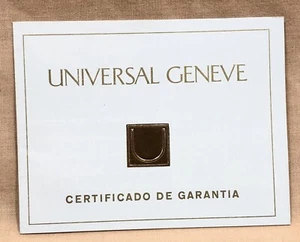 UNIVERSAL GENEVE
CERTIFICADO DE GARANTIA